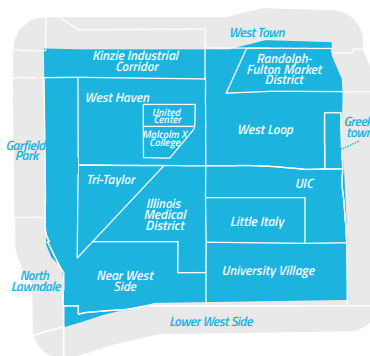 West Town
Kinzie Industrial
Corridor
Randolph-
Fulton Market
District
West Haven
United
Center
Malcolm X
College
West Loop
Greek
town
Garfield
Park
Tri-Taylor
UIC
Illinois
Medical
District
Little Italy
North
Lawndale
Near West
Side
University Village
Lower West Side